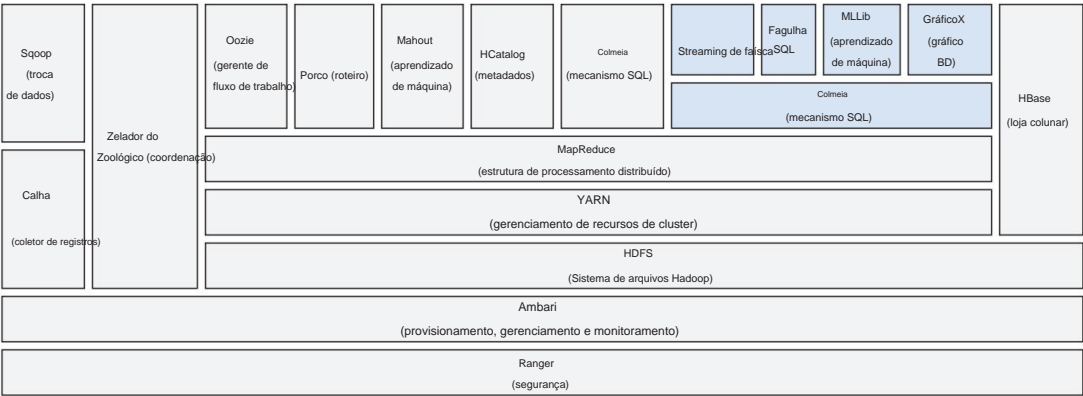 Sqoop
(troca
de dados)
Calha
(coletor de registros)
Zelador do
Zoológico (coordenação)
Oozie
(gerente de
fluxo de trabalho)
Porco (roteiro)
Mahout
(aprendizado
de máquina)
HCatalog
(metadados)
Colmeia
(mecanismo SQL)
Streaming de faísca
Fagulha
SQL
MLLib
(aprendizado
de máquina)
GráficoX
(gráfico
BD)
Colmeia
(mecanismo SQL)
HBase
(loja colunar)
MapReduce
(estrutura de processamento distribuído)
YARN
(gerenciamento de recursos de cluster)
HDFS
(Sistema de arquivos Hadoop)
Ambari
(provisionamento, gerenciamento e monitoramento)
Ranger
(segurança)